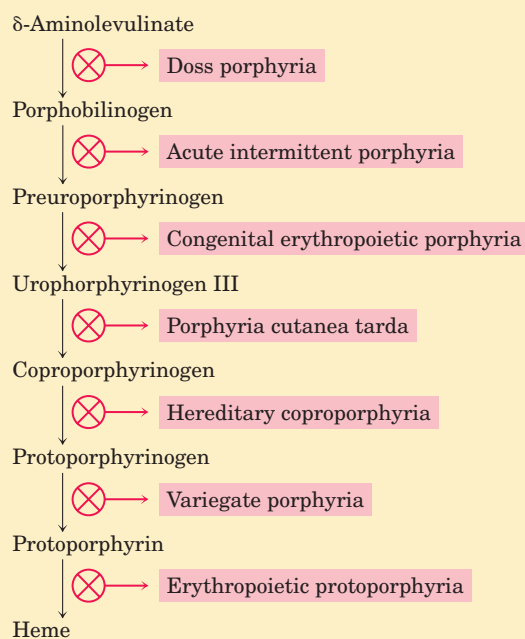 δ-Aminolevulinate
Doss porphyria
Porphobilinogen
Acute intermittent porphyria
Preuroporphyrinogen
Congenital erythropoietic porphyria
Urophorphyrinogen III
Porphyria cutanea tarda
Coproporphyrinogen
Hereditary coproporphyria
Protoporphyrinogen
Variegate porphyria
Protoporphyrin
Erythropoietic protoporphyria
Heme